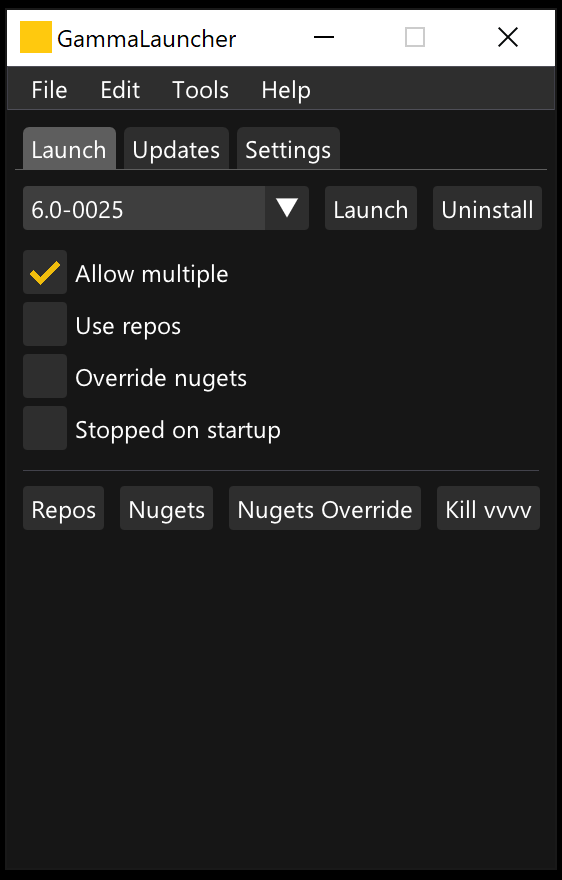 GammaLauncher
File Edit Tools Help
Launch Updates Settings
6.0-0025 Launch Uninstall
Allow multiple
Use repos
Override nugets
Stopped on startup
Repos Nugets Nugets Override Kill vvvv